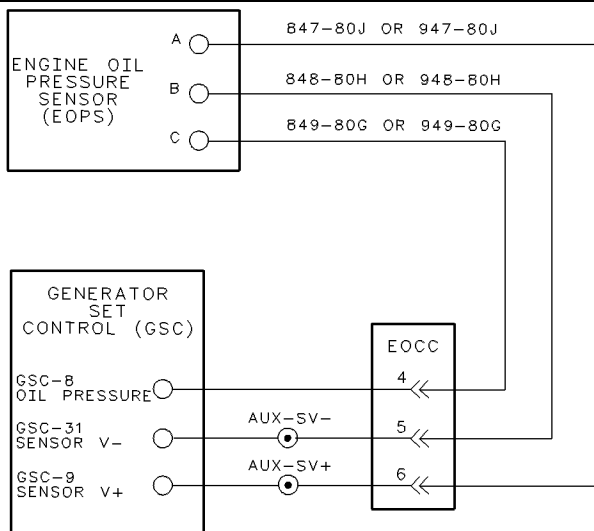 ENGINE OIL
PRESSURE
SENSOR
(EOPS)
A
847-80J OR 947-80J
B
848-80H OR 948-80H
C
849-80G OR 949-80G
GENERATOR
SET
CONTROL (GSC)
EOCC
GSC-8
OIL PRESSURE
4
GSC-31
SENSOR V-
AUX-SV-
5
GSC-9
SENSOR V+
AUX-SV+
6